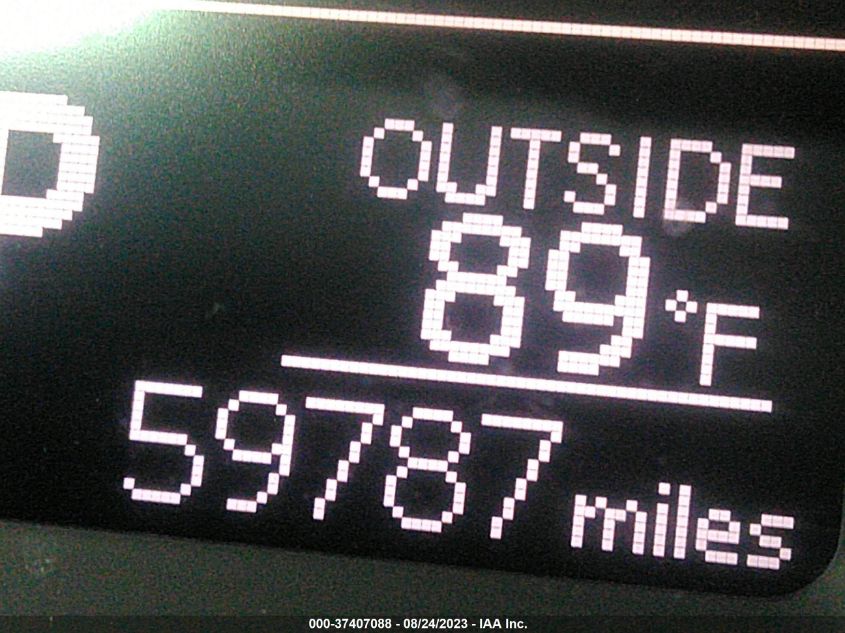 OUTSIDE
89°F
59787 miles
000-37407088 - 08/24/2023 - IAA Inc.